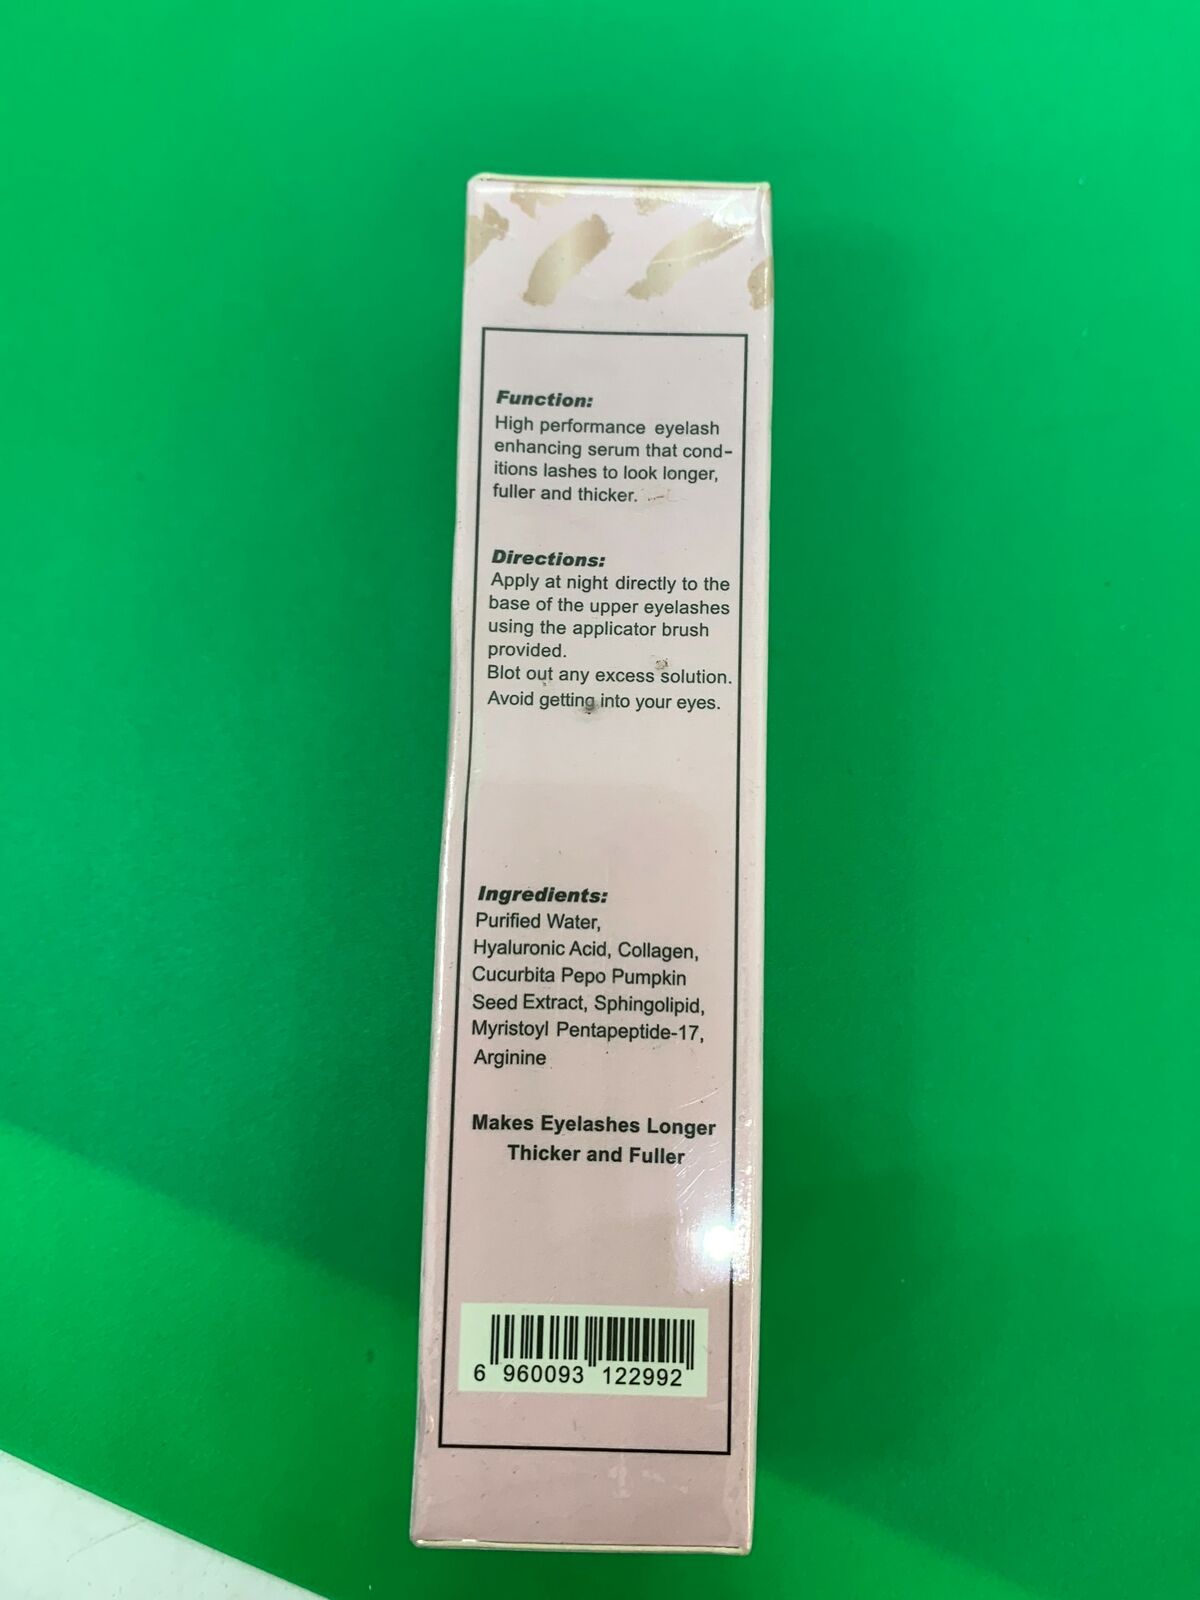 Function:
High performance eyelash
enhancing serum that cond-
itions lashes to look longer,
fuller and thicker.
Directions:
Apply at night directly to the
base of the upper eyelashes
using the applicator brush
provided.
Blot out any excess solution.
Avoid getting into your eyes.
Ingredients:
Purified Water,
Hyaluronic Acid, Collagen,
Cucurbita Pepo Pumpkin
Seed Extract, Sphingolipid,
Myristoyl Pentapeptide-17,
Arginine
Makes Eyelashes Longer
Thicker and Fuller
6 960093 122992